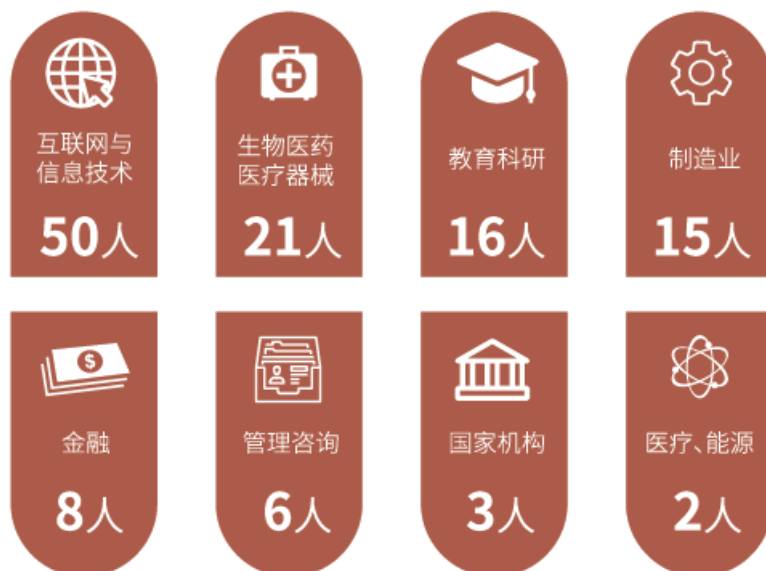 互联网与
信息技术
50人
生物医药
医疗器械
21人
教育科研
16人
制造业
15人
$
金融
8人
管理咨询
6人
国家机构
3人
医疗、能源
2人